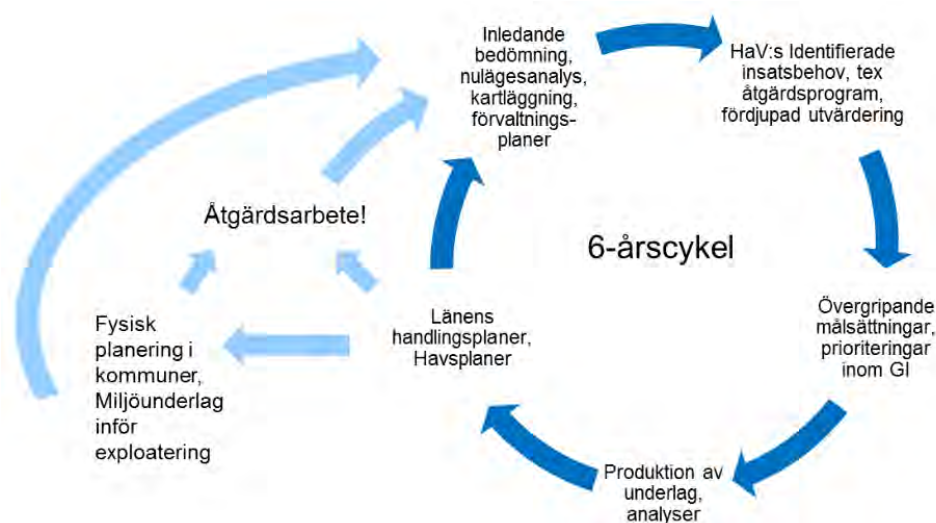 Inledande
bedömning,
nulägesanalys,
kartläggning,
förvaltnings-
planer
HaV:s Identifierade
insatsbehov, tex
åtgärdsprogram,
fördjupad utvärdering
Åtgärdsarbete!
6-årscykel
Övergripande
målsättningar,
prioriteringar
inom GI
Länens
handlingsplaner,
Havsplaner
Fysisk
planering i
kommuner,
Miljöunderlag
inför
exploatering
Produktion av
underlag,
analyser